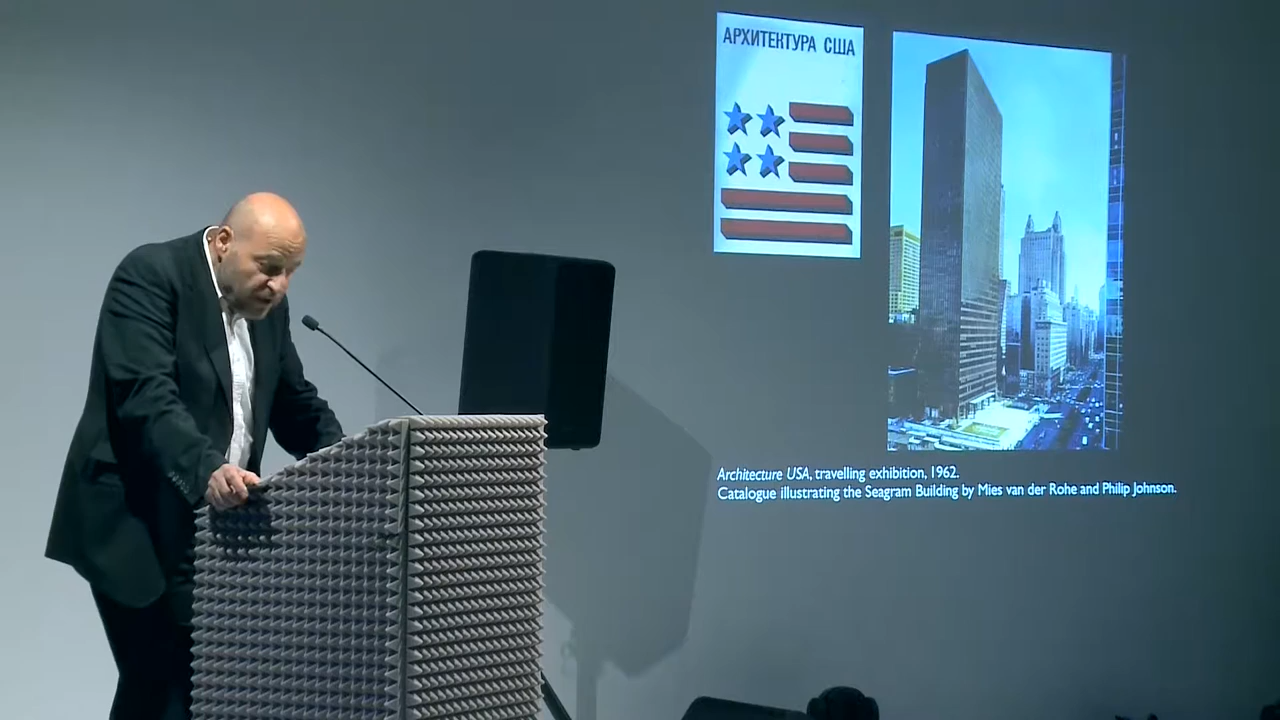 АРХИТЕКТУРА США
Architecture USA, travelling exhibition, 1962.
Catalogue illustrating the Seagram Building by Mies van der Rohe and Philip Johnson.